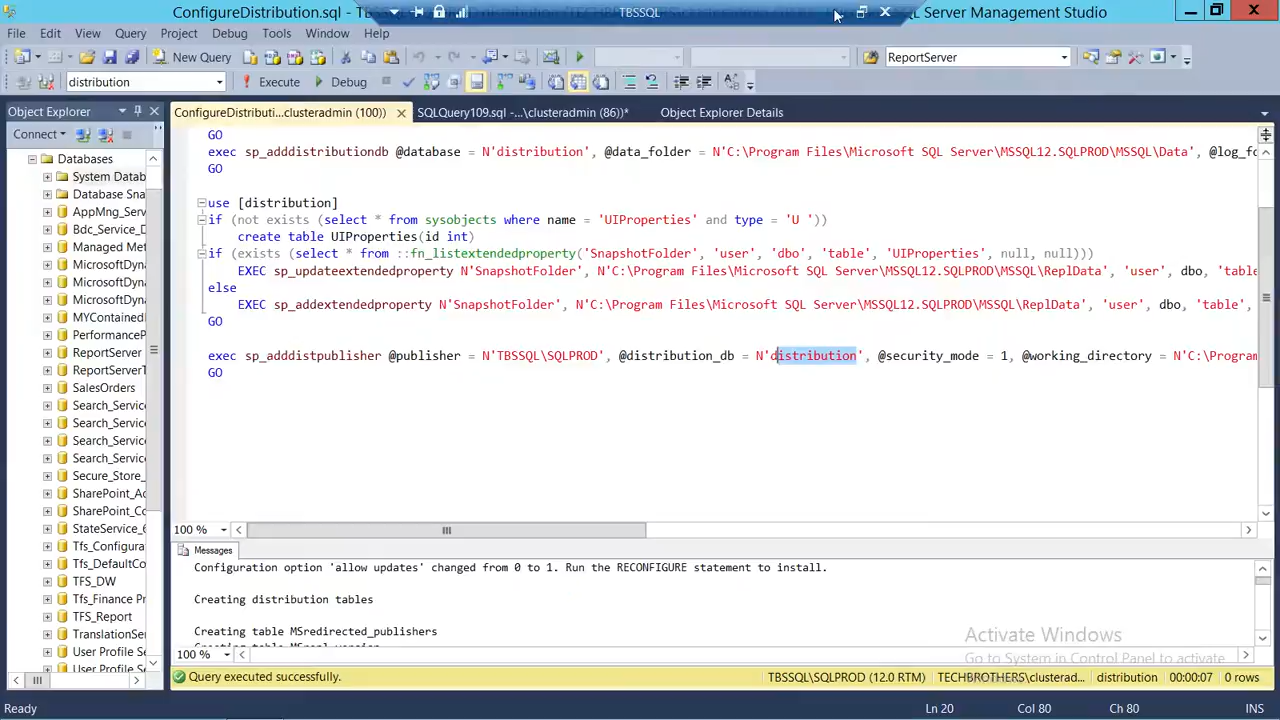 ConfigureDistribution.sql - TBSSQL
TBSSQL
SQL Server Management Studio
File Edit View Query Project Debug Tools Window Help
New Query
ReportServer
distribution
Execute
Debug
Object Explorer
ConfigureDistributi...clusteradmin (100))
SQLQuery109.sql -...\clusteradmin (86))*
Object Explorer Details
Connect
GO
exec sp_adddistributiondb @database = N'distribution', @data_folder = N'C:\Program Files\Microsoft SQL Server\MSSQL12.SQLPROD\MSSQL\Data', @log_fo
GO
use [distribution]
if (not exists (select * from sysobjects where name = 'UIProperties' and type = 'U '))
create table UIProperties(id int)
if (exists (select * from ::fn_listextendedproperty('SnapshotFolder', 'user', 'dbo', 'table', 'UIProperties', null, null)))
EXEC sp_updateextendedproperty N'SnapshotFolder', N'C:\Program Files\Microsoft SQL Server\MSSQL12.SQLPROD\MSSQL\ReplData', 'user', dbo, 'table
else
EXEC sp_addextendedproperty N'SnapshotFolder', N'C:\Program Files\Microsoft SQL Server\MSSQL12.SQLPROD\MSSQL\ReplData', 'user', dbo, 'table',
GO
exec sp_adddistpublisher @publisher = N'TBSSQL\SQLPROD', @distribution_db = N'distribution', @security_mode = 1, @working_directory = N'C:\Program
GO
Databases
System Datab
Database Sna
AppMng_Serv
Bdc_Service_D
Managed Met
MicrosoftDyna
MicrosoftDyna
MicrosoftDyna
MYContained
PerformanceP
ReportServer
ReportServerT
SalesOrders
Search_Servic
Search_Servic
Search_Servic
Search_Servic
Secure_Store_
SharePoint_Ac
SharePoint_Co
StateService_6
Tfs_Configura
Tfs_DefaultCo
TFS_DW
Tfs_Finance Pr
TFS_Report
TranslationSer
User Profile Se
User Profile Se
100 %
Messages
Configuration option 'allow updates' changed from 0 to 1. Run the RECONFIGURE statement to install.
Creating distribution tables
Creating table MSredirected_publishers
Creating table MSrepl_version
100 %
Activate Windows
Go to System in Control Panel to activate
Query executed successfully.
TBSSQL\SQLPROD (12.0 RTM)
TECHBROTHERS\clusterad...
distribution
00:00:07
0 rows
Ready
Ln 20
Col 80
Ch 80
INS